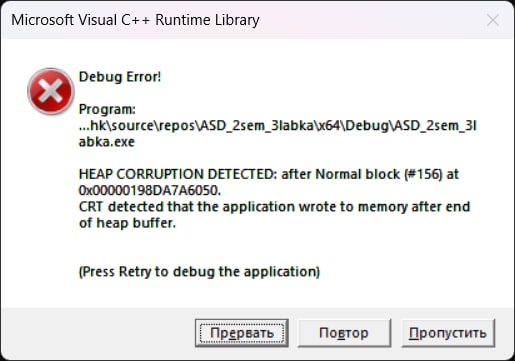 Microsoft Visual C++ Runtime Library
Debug Error!
Program:
...hk\source\repos\ASD_2sem_3labka\x64\Debug\ASD_2sem_3l
abka.exe
HEAP CORRUPTION DETECTED: after Normal block (#156) at
0x00000198DA7A6050.
CRT detected that the application wrote to memory after end
of heap buffer.
(Press Retry to debug the application)
Прервать Повтор Пропустить